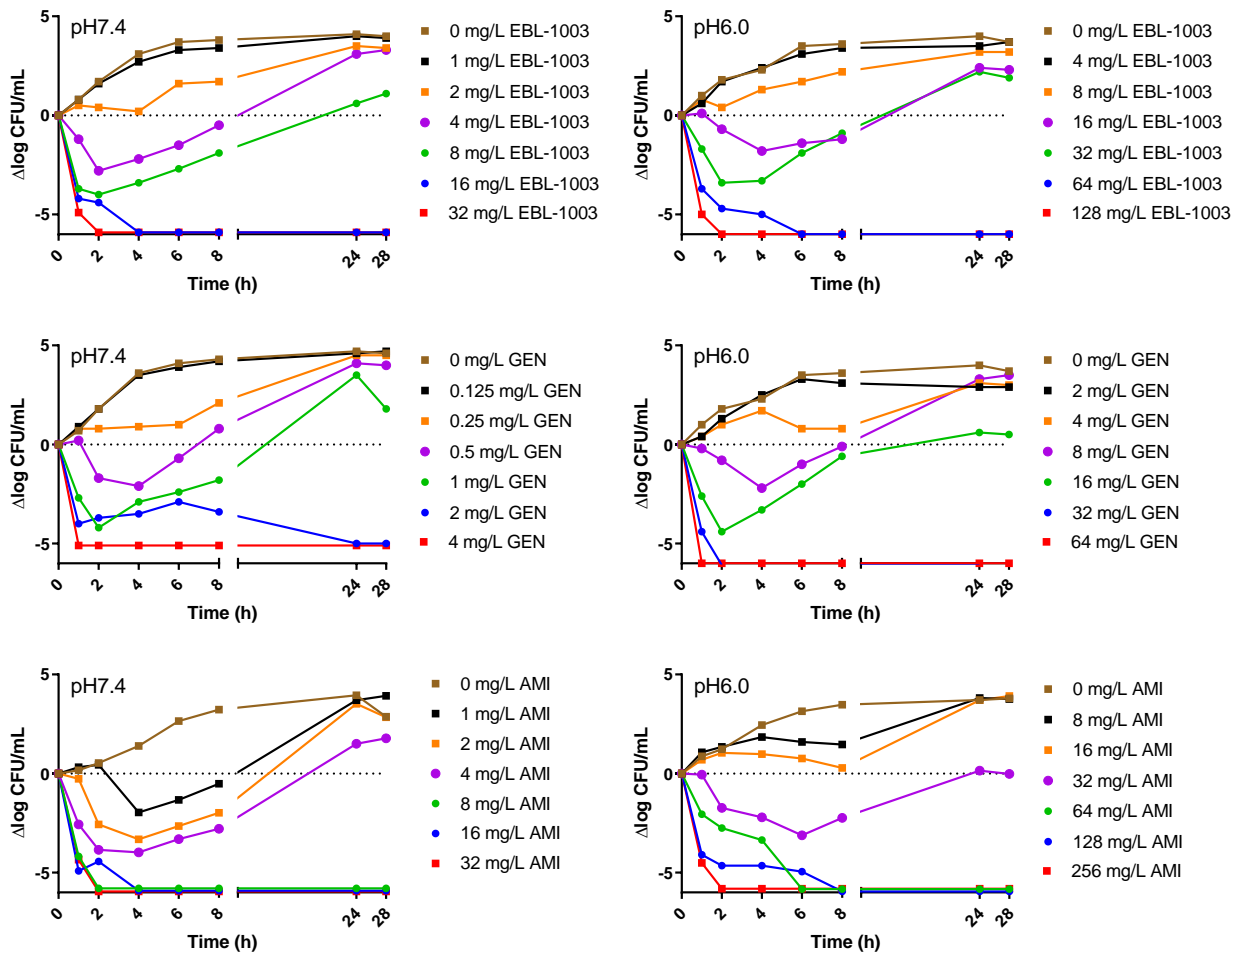 pH7.4
5
0
-5
ΔlogCFU/mL
0
2
4
6
8
24
28
Time (h)
0 mg/L EBL-1003
1 mg/L EBL-1003
2 mg/L EBL-1003
4 mg/L EBL-1003
8 mg/L EBL-1003
16 mg/L EBL-1003
32 mg/L EBL-1003
pH6.0
5
0
-5
Δlog CFU/mL
0
2
4
6
8
24
28
Time (h)
0 mg/L EBL-1003
4 mg/L EBL-1003
8 mg/L EBL-1003
16 mg/L EBL-1003
32 mg/L EBL-1003
64 mg/L EBL-1003
128 mg/L EBL-1003
pH7.4
5
0
-5
Δlog CFU/mL
0
2
4
6
8
24
28
Time (h)
0 mg/L GEN
0.125 mg/L GEN
0.25 mg/L GEN
0.5 mg/L GEN
1 mg/L GEN
2 mg/L GEN
4 mg/L GEN
pH6.0
5
0
-5
Δlog CFU/mL
0
2
4
6
8
24
28
Time (h)
0 mg/L GEN
2 mg/L GEN
4 mg/L GEN
8 mg/L GEN
16 mg/L GEN
32 mg/L GEN
64 mg/L GEN
pH7.4
5
0
-5
Δlog CFU/mL
0
2
4
6
8
24
28
Time (h)
0 mg/L AMI
1 mg/L AMI
2 mg/L AMI
4 mg/L AMI
8 mg/L AMI
16 mg/L AMI
32 mg/L AMI
pH6.0
5
0
-5
Δlog CFU/mL
0
2
4
6
8
24
28
Time (h)
0 mg/L AMI
8 mg/L AMI
16 mg/L AMI
32 mg/L AMI
64 mg/L AMI
128 mg/L AMI
256 mg/L AMI